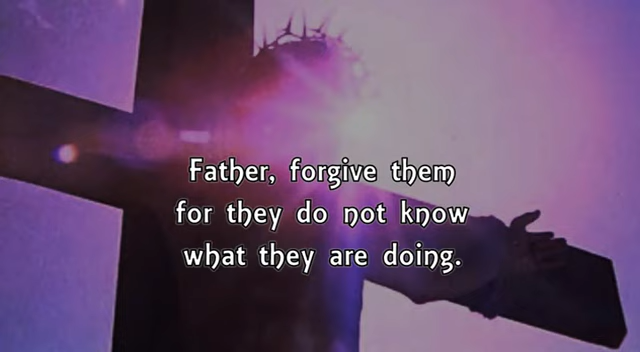 Father, forgive them
for they do not know
what they are doing.